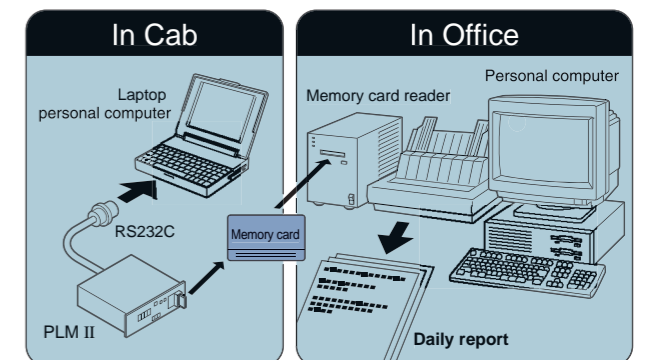 In Cab
Laptop
personal computer
RS232C
PLM II
Memory card
In Office
Personal computer
Memory card reader
Daily report